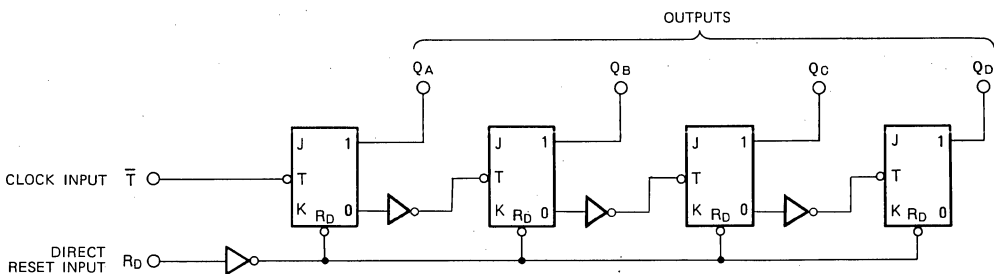 OUTPUTS
QA QB QC QD
J 1 J 1 J 1 J 1
CLOCK INPUT T̅ T T T T
K RD 0 K RD 0 K RD 0 K RD 0
DIRECT
RESET INPUT RD